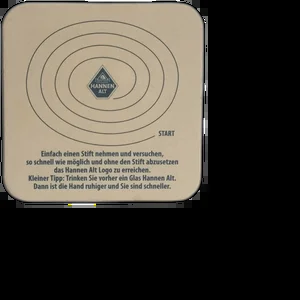 HANNEN
ALT
START
Einfach einen Stift nehmen und versuchen,
so schnell wie möglich und ohne den Stift abzusetzen
das Hannen Alt Logo zu erreichen.
Kleiner Tipp: Trinken Sie vorher ein Glas Hannen Alt.
Dann ist die Hand ruhiger und Sie sind schneller.